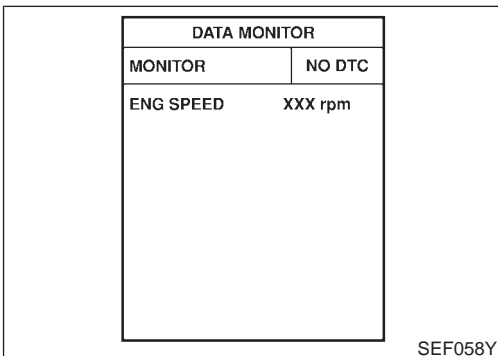 DATA MONITOR
MONITOR NO DTC
ENG SPEED XXX rpm
SEF058Y